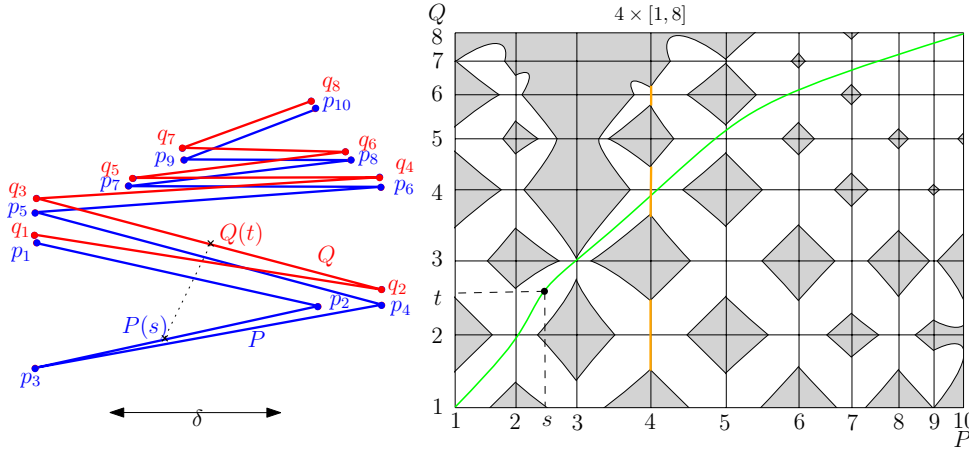 q8
p10
q7
q6
p9
p8
q5
q4
p7
p6
q3
p5
q1
p1
Q(t)
Q
q2
p2
p4
P(s)
P
p3
δ
4 × [1, 8]
Q
8
7
6
5
4
3
t
2
1
1 2 s 3 4 5 6 7 8 9 10
P